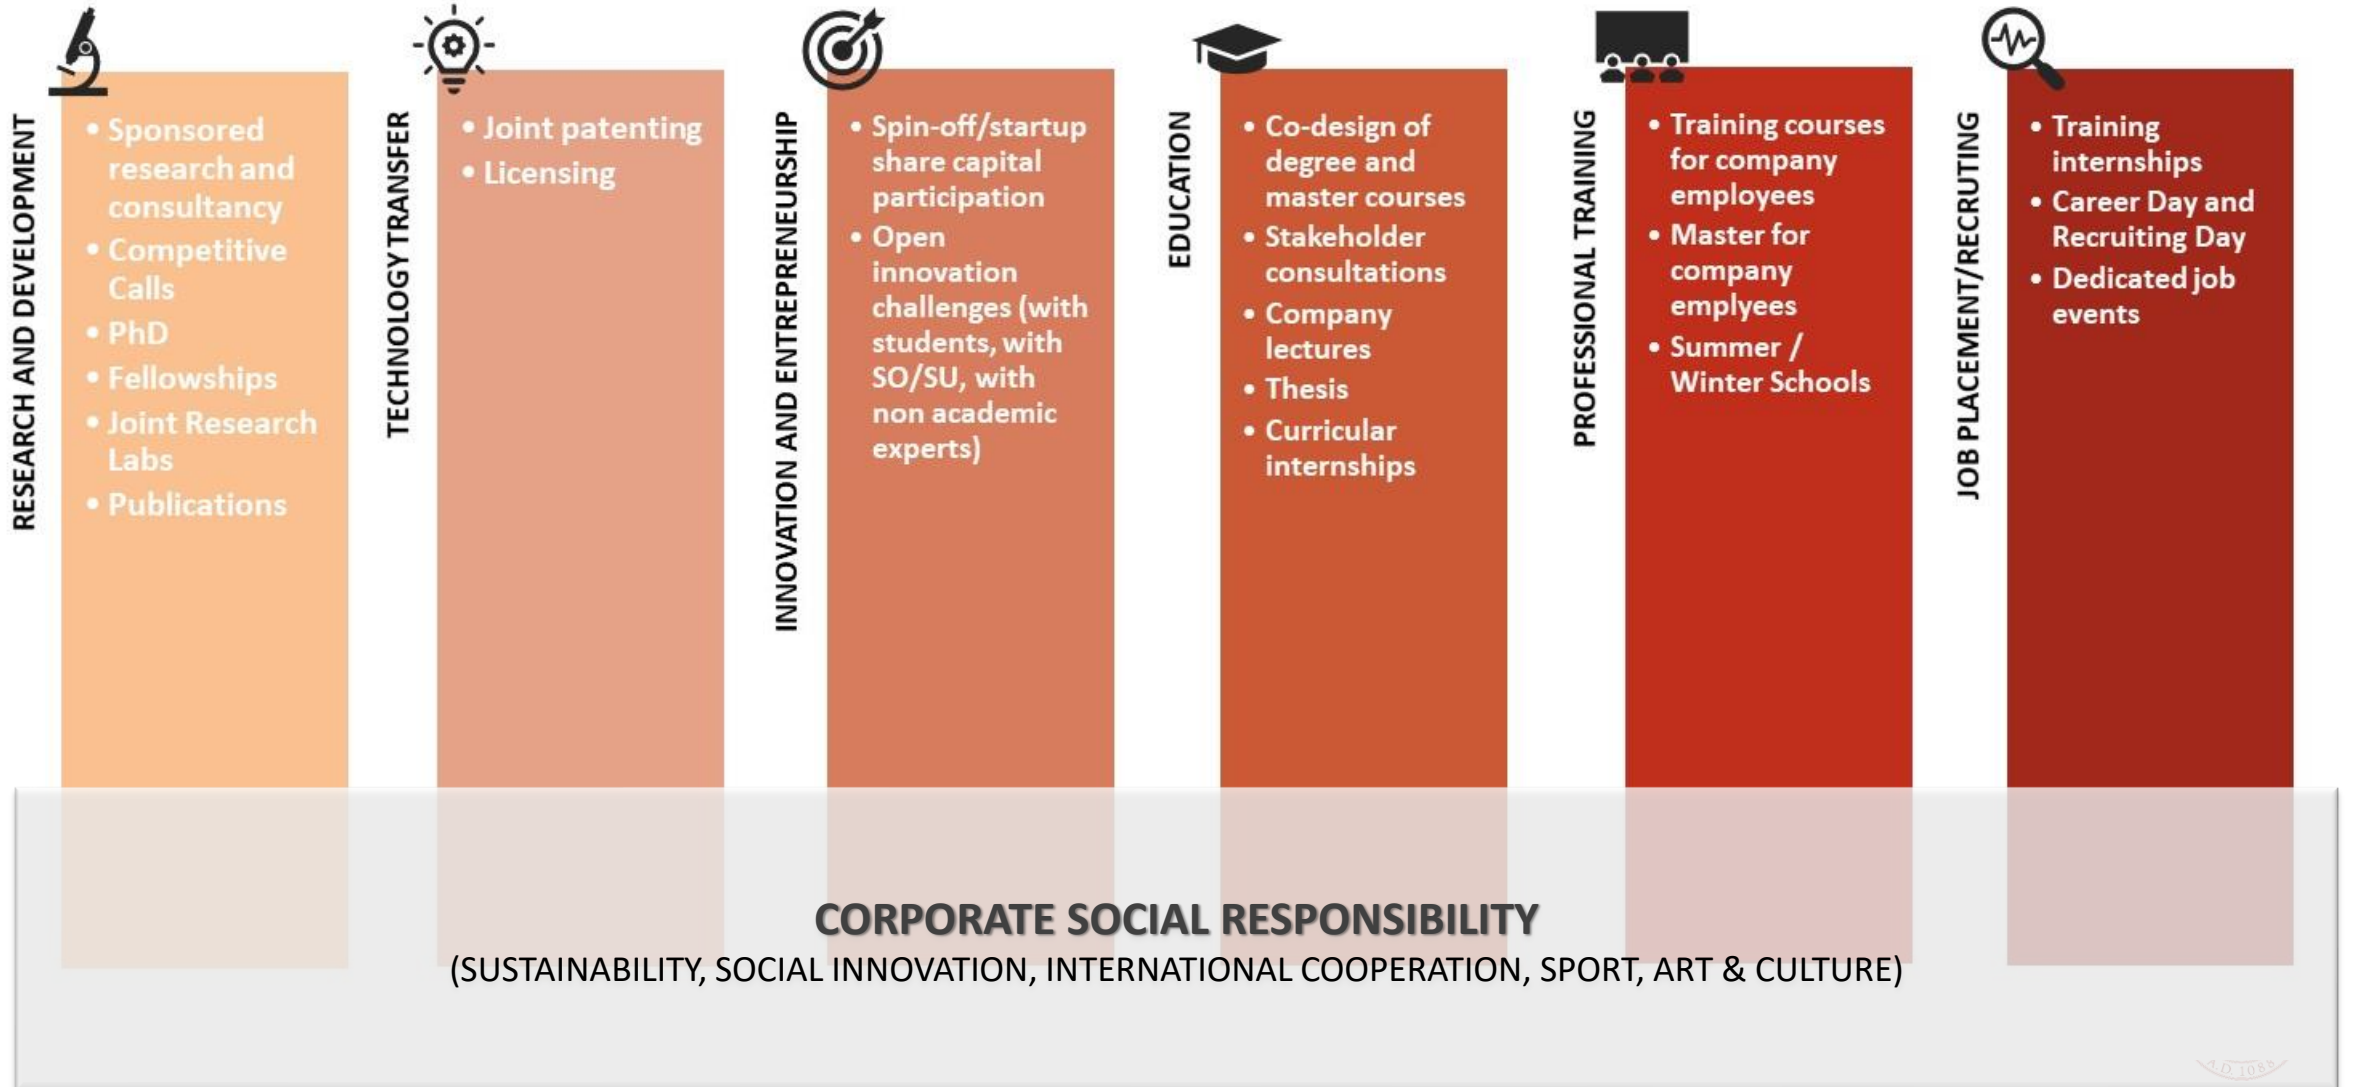 RESEARCH AND DEVELOPMENT
• Sponsored
research and
consultancy
• Competitive
Calls
• PhD
• Fellowships
• Joint Research
Labs
• Publications
TECHNOLOGY TRANSFER
• Joint patenting
• Licensing
INNOVATION AND ENTREPRENEURSHIP
• Spin-off/startup
share capital
participation
• Open
innovation
challenges (with
students, with
SO/SU, with
non academic
experts)
EDUCATION
• Co-design of
degree and
master courses
• Stakeholder
consultations
• Company
lectures
• Thesis
• Curricular
internships
PROFESSIONAL TRAINING
• Training courses
for company
employees
• Master for
company
emplyees
• Summer /
Winter Schools
JOB PLACEMENT/RECRUTING
• Training
internships
• Career Day and
Recruiting Day
• Dedicated job
events
CORPORATE SOCIAL RESPONSIBILITY
(SUSTAINABILITY, SOCIAL INNOVATION, INTERNATIONAL COOPERATION, SPORT, ART & CULTURE)
A.D. 1088